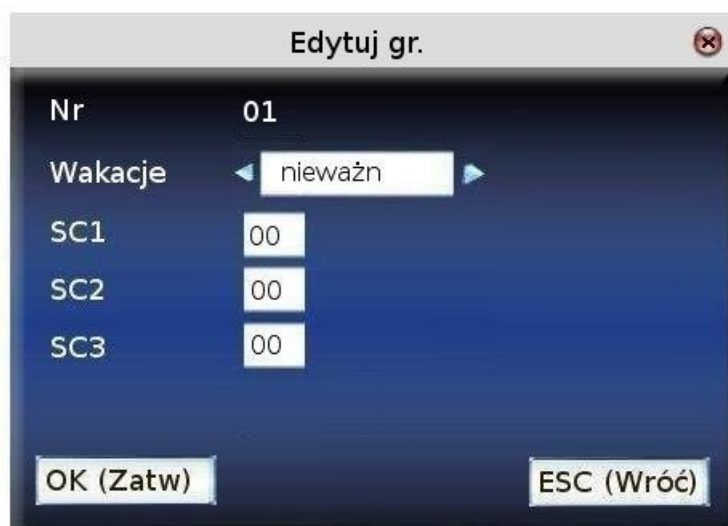 Edytuj gr.
Nr 01
Wakacje nieważn
SC1 00
SC2 00
SC3 00
OK (Zatw) ESC (Wróć)